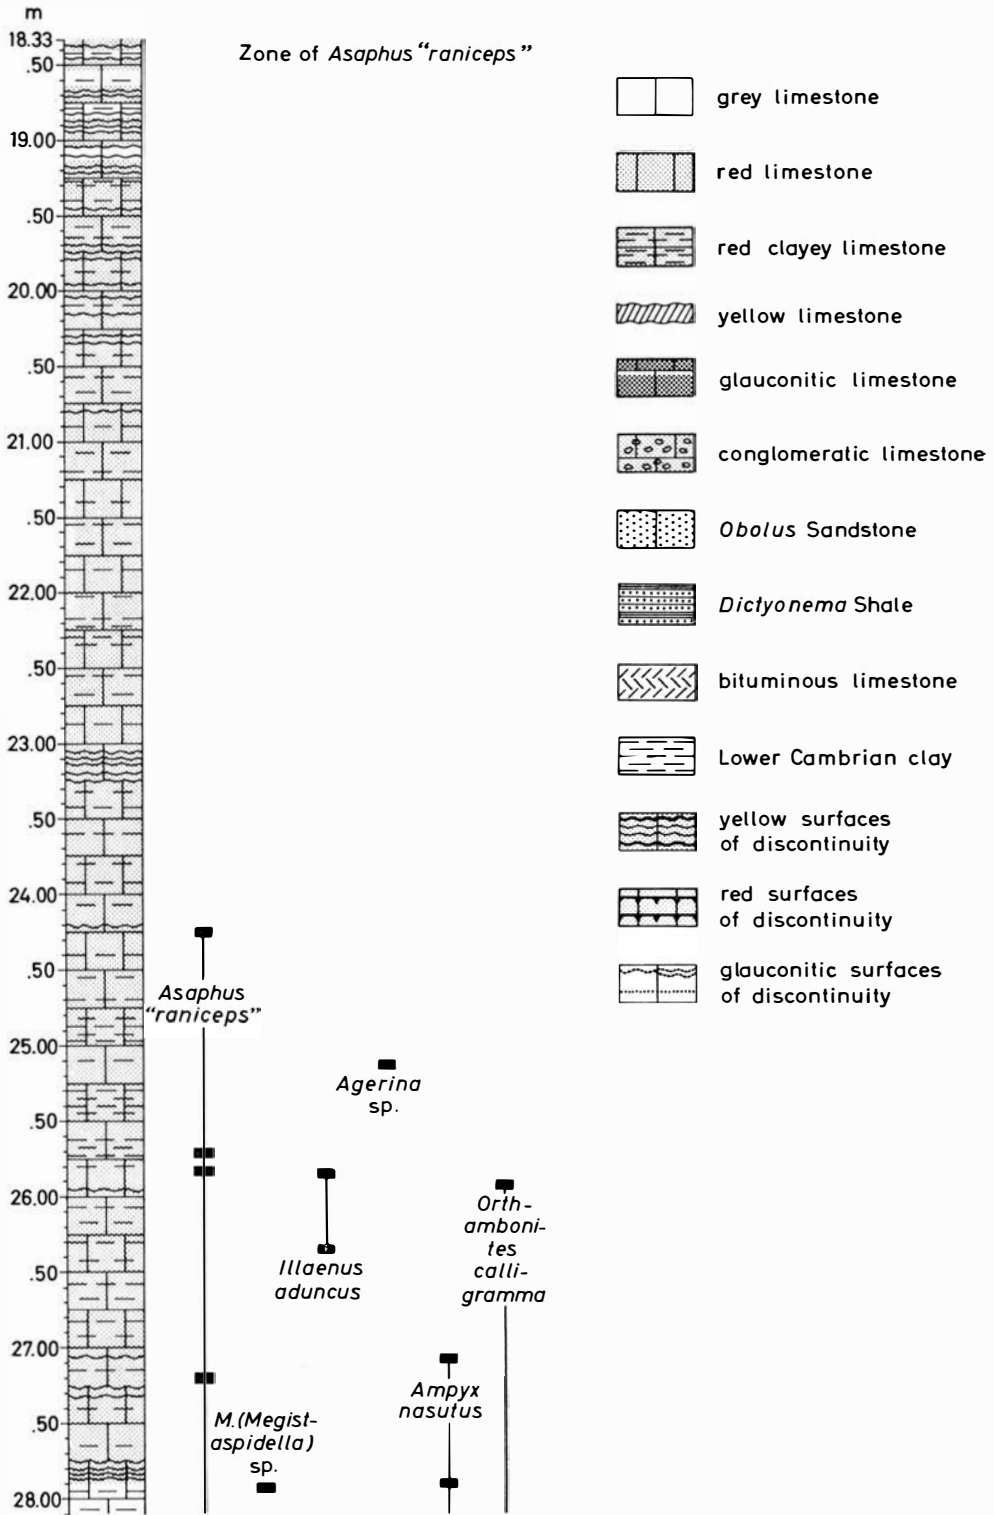 m
Zone of Asaphus "raniceps"
18.33
.50
19.00
.50
20.00
.50
21.00
.50
22.00
.50
23.00
.50
24.00
.50
25.00
.50
26.00
.50
27.00
.50
28.00
grey limestone
red limestone
red clayey limestone
yellow limestone
glauconitic limestone
conglomeratic limestone
Obolus Sandstone
Dictyonema Shale
bituminous limestone
Lower Cambrian clay
yellow surfaces
of discontinuity
red surfaces
of discontinuity
glauconitic surfaces
of discontinuity
Asaphus
"raniceps"
Agerina
sp.
Illaenus
aduncus
Orth-
amboni-
tes
calli-
gramma
Ampyx
nasutus
M.(Megist-
aspidella)
sp.